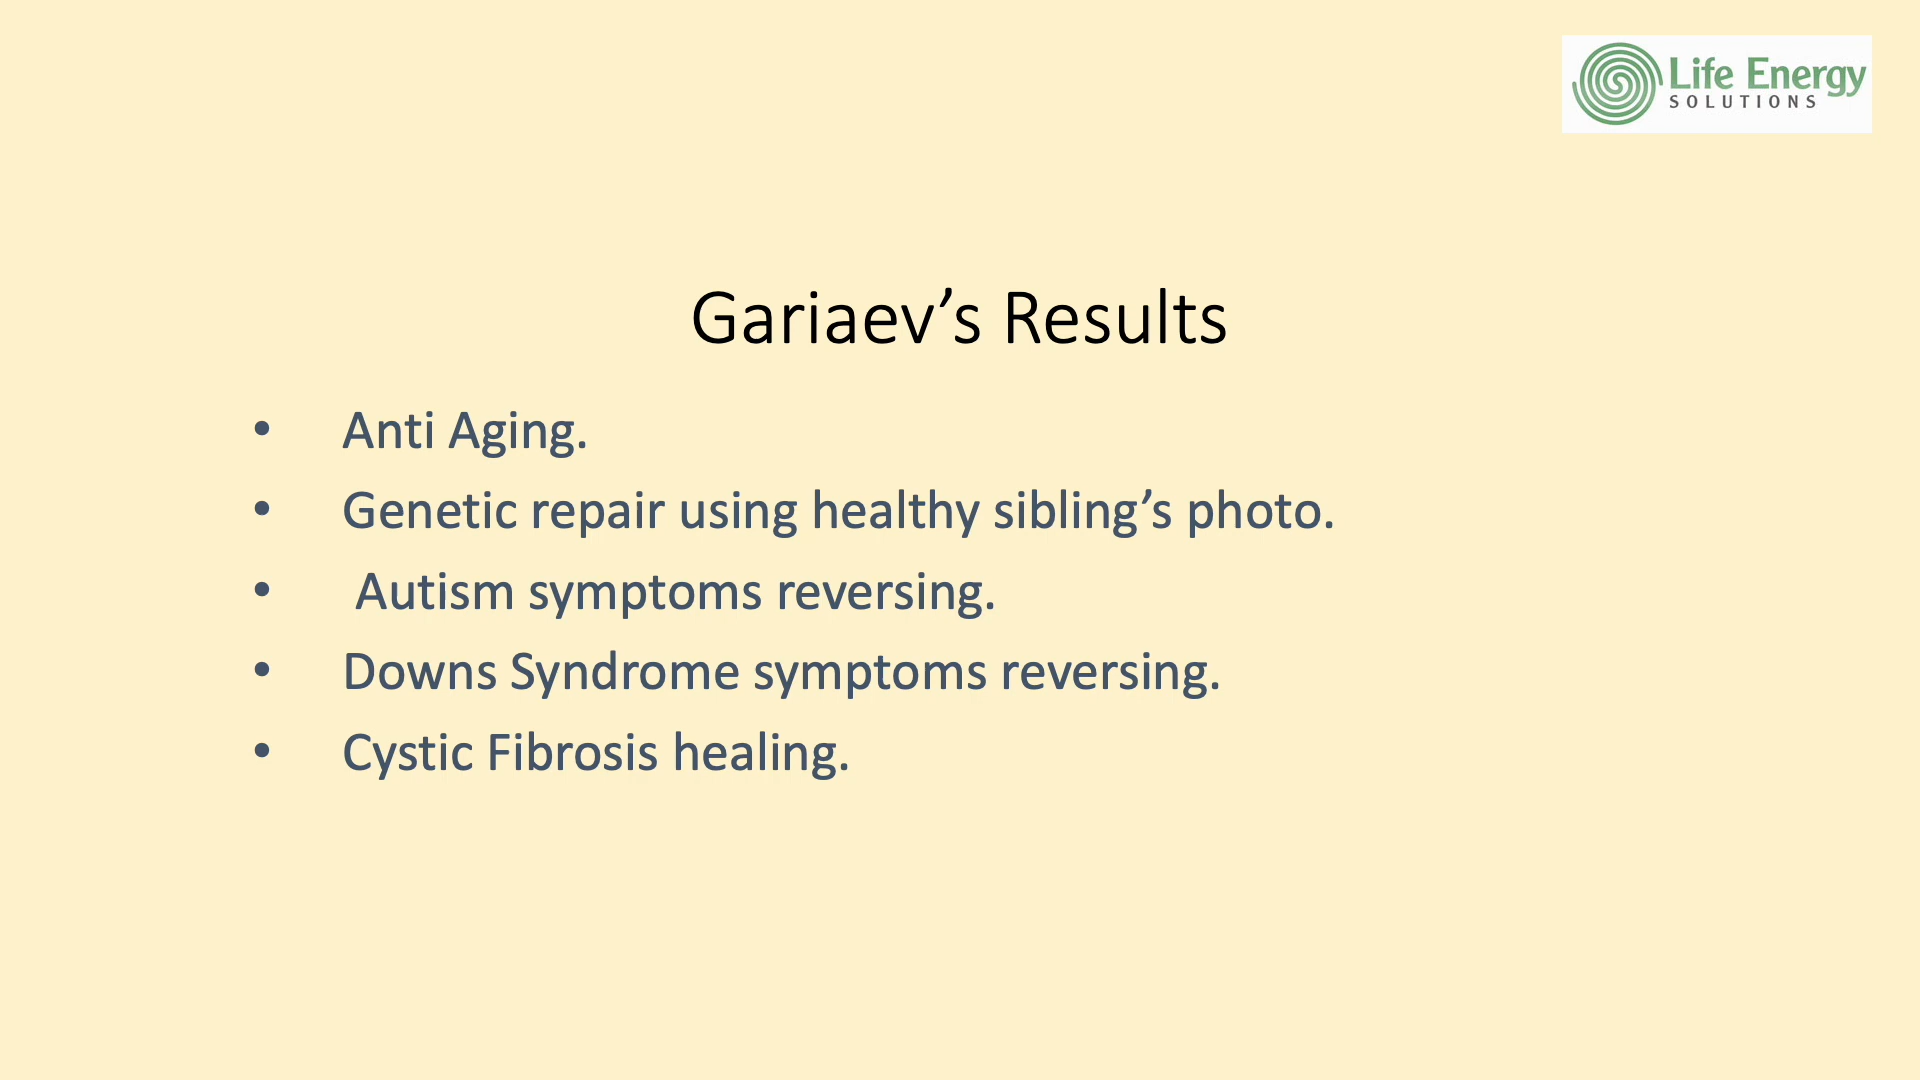 Life Energy
SOLUTIONS
Gariaev’s Results
• Anti Aging.
• Genetic repair using healthy sibling’s photo.
• Autism symptoms reversing.
• Downs Syndrome symptoms reversing.
• Cystic Fibrosis healing.